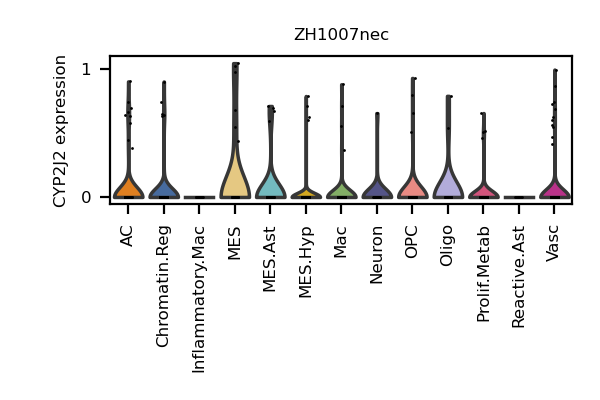 ZH1007nec
CYP2J2 expression
1
0
AC
Chromatin.Reg
Inflammatory.Mac
MES
MES.Ast
MES.Hyp
Mac
Neuron
OPC
Oligo
Prolif.Metab
Reactive.Ast
Vasc